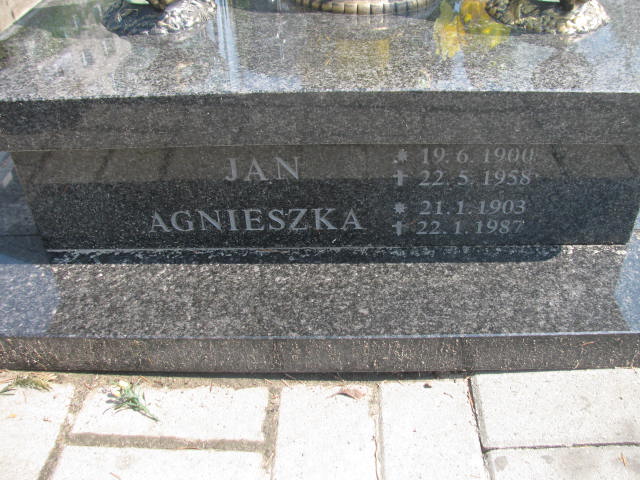 JAN * 19. 6. 1900
† 22. 5. 1958
AGNIESZKA * 21. 1. 1903
† 22. 1. 1987